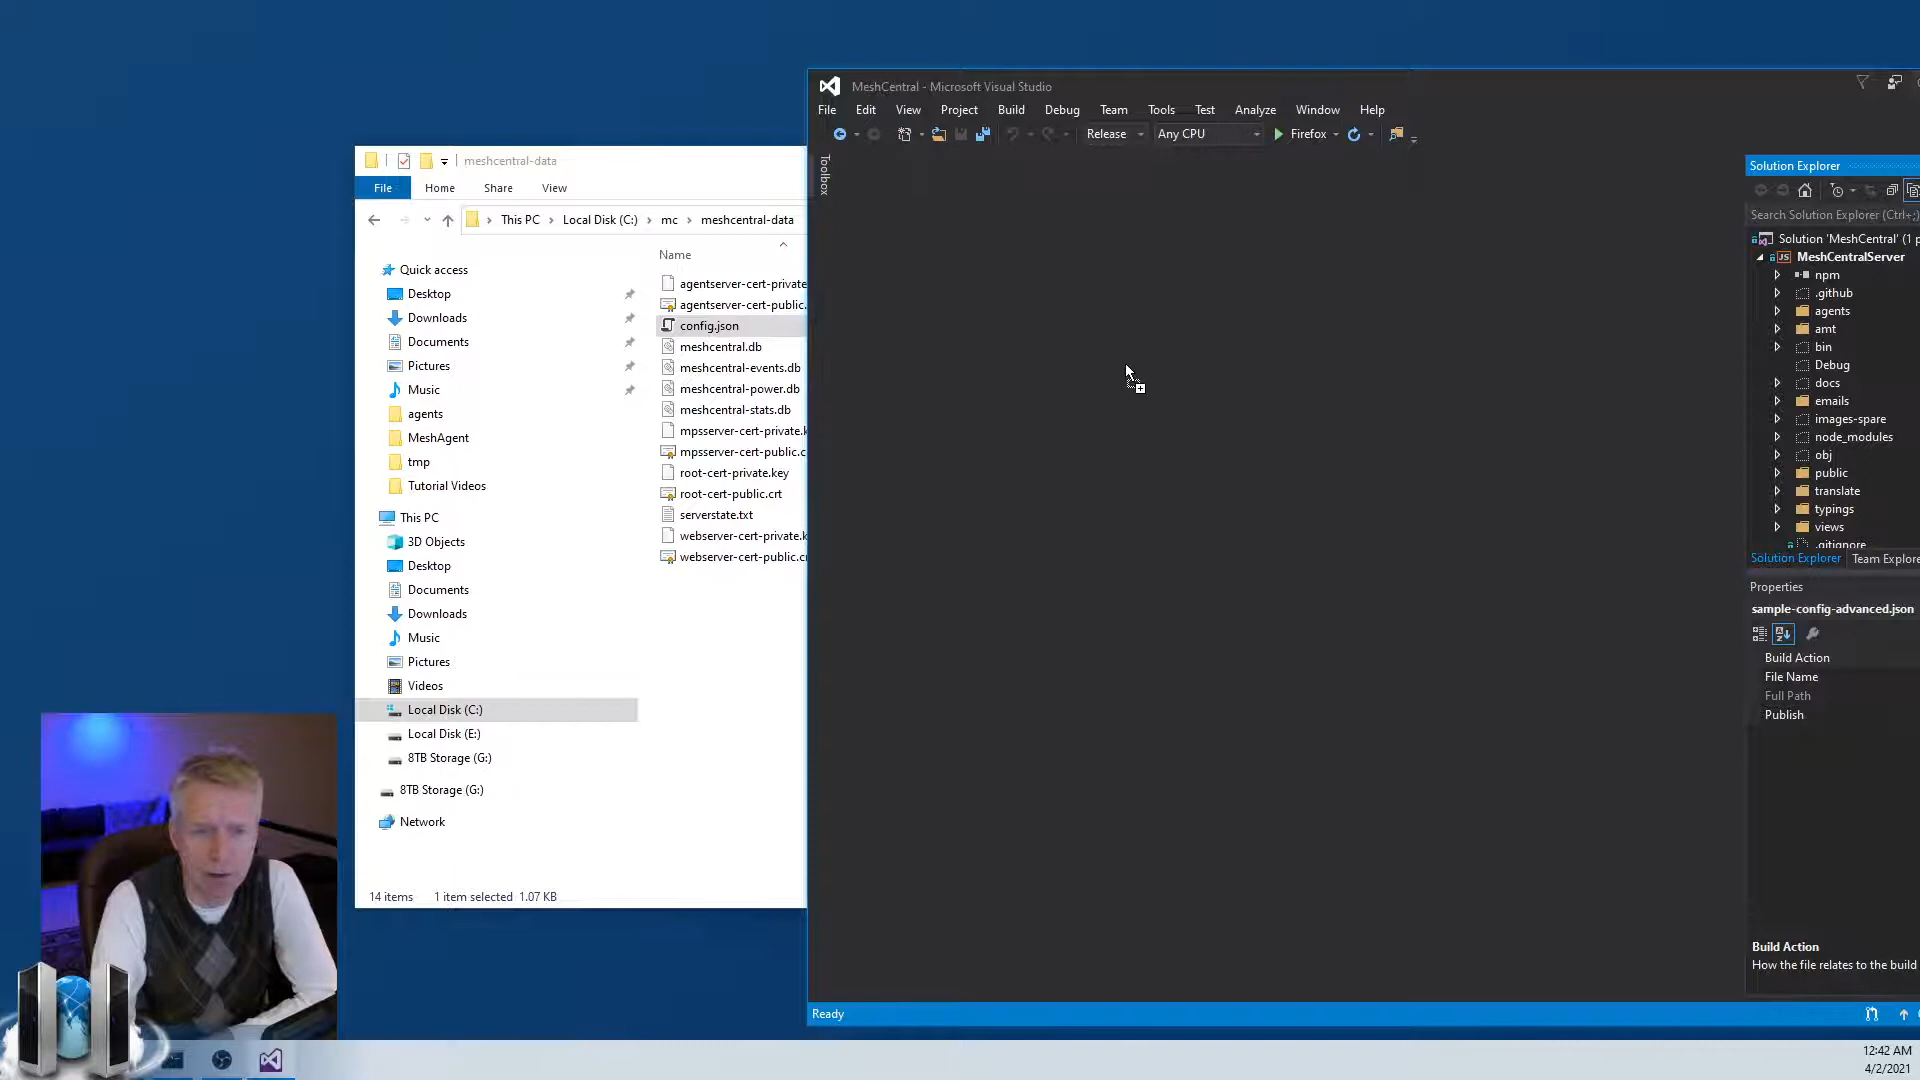 meshcentral-data
File Home Share View
This PC Local Disk (C:) mc meshcentral-data
Quick access
Desktop
Downloads
Documents
Pictures
Music
agents
MeshAgent
tmp
Tutorial Videos
This PC
3D Objects
Desktop
Documents
Downloads
Music
Pictures
Videos
Local Disk (C:)
Local Disk (E:)
8TB Storage (G:)
8TB Storage (G:)
Network
Name
agentserver-cert-private
agentserver-cert-public.
config.json
meshcentral.db
meshcentral-events.db
meshcentral-power.db
meshcentral-stats.db
mpsserver-cert-private.k
mpsserver-cert-public.c
root-cert-private.key
root-cert-public.crt
serverstate.txt
webserver-cert-private.k
webserver-cert-public.cr
14 items 1 item selected 1.07 KB
MeshCentral - Microsoft Visual Studio
File Edit View Project Build Debug Team Tools Test Analyze Window Help
Release Any CPU Firefox
Toolbox
Solution Explorer
Search Solution Explorer (Ctrl+;)
Solution 'MeshCentral' (1 p
MeshCentralServer
npm
.github
agents
amt
bin
Debug
docs
emails
images-spare
node_modules
obj
public
translate
typings
views
.gitignore
Solution Explorer Team Explore
Properties
sample-config-advanced.json
Build Action
File Name
Full Path
Publish
Build Action
How the file relates to the build
Ready
12:42 AM
4/2/2021